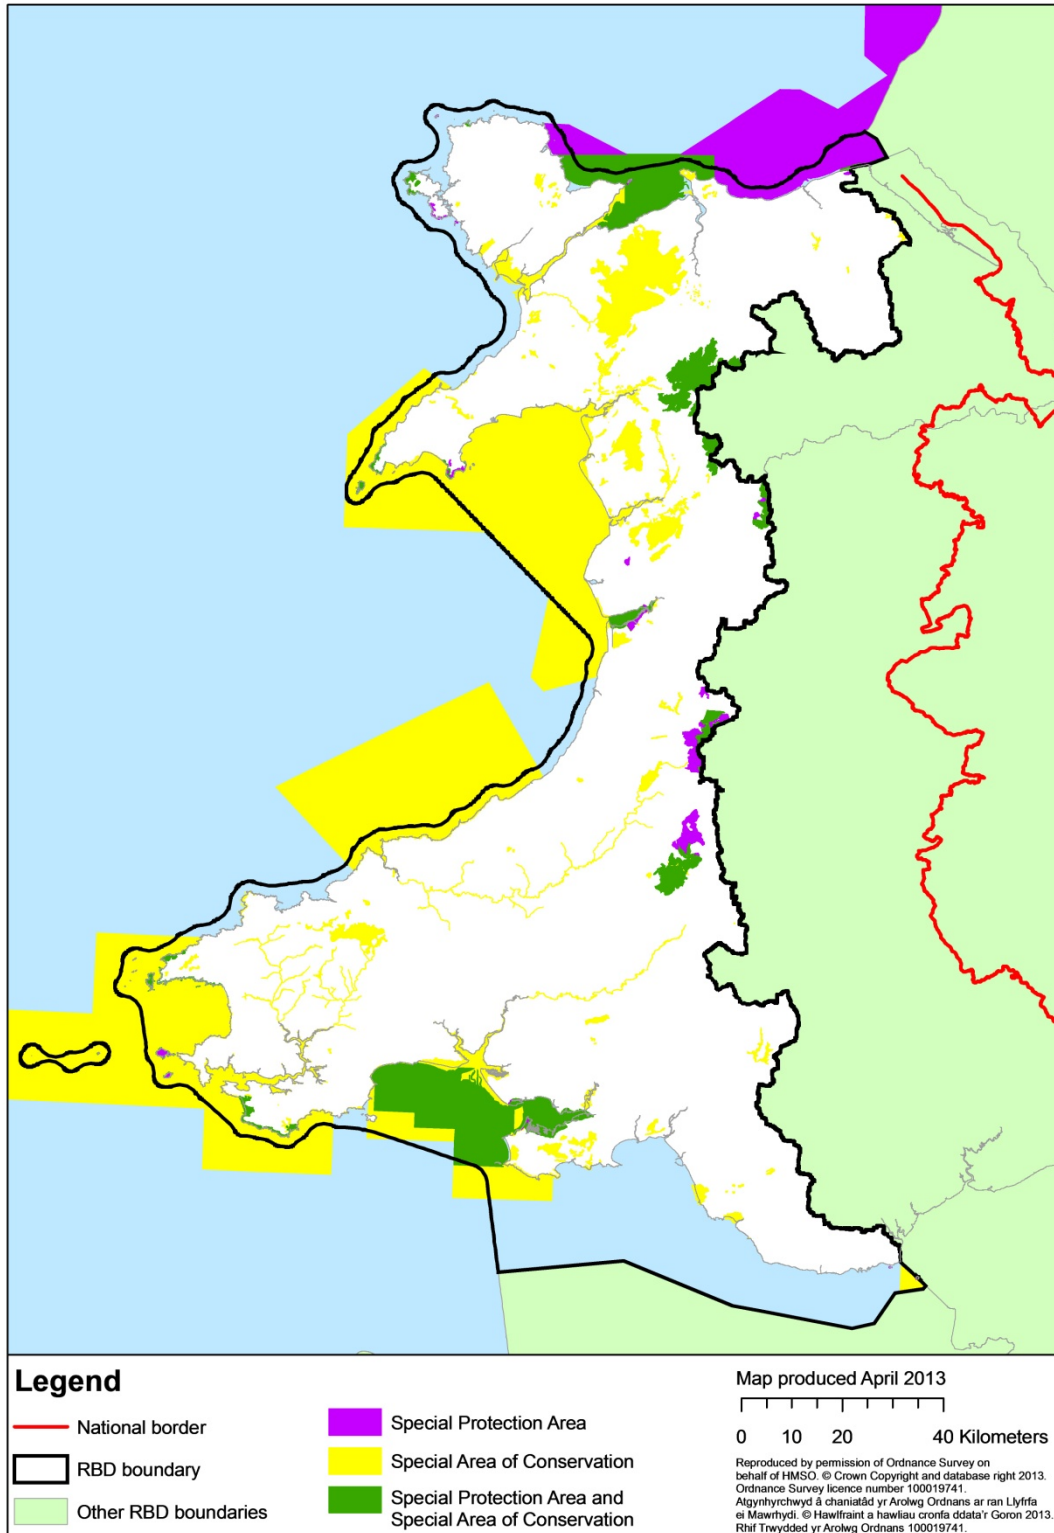 Legend
National border
RBD boundary
Other RBD boundaries
Special Protection Area
Special Area of Conservation
Special Protection Area and
Special Area of Conservation
Map produced April 2013
0 10 20 40 Kilometers
Reproduced by permission of Ordnance Survey on
behalf of HMSO. © Crown Copyright and database right 2013.
Ordnance Survey licence number 100019741.
Atgynhyrchwyd â chaniatâd yr Arolwg Ordnans ar ran Llyfrfa
ei Mawrhydi. © Hawlfraint a hawliau cronfa ddata'r Goron 2013.
Rhif Trwydded yr Arolwg Ordnans 100019741.